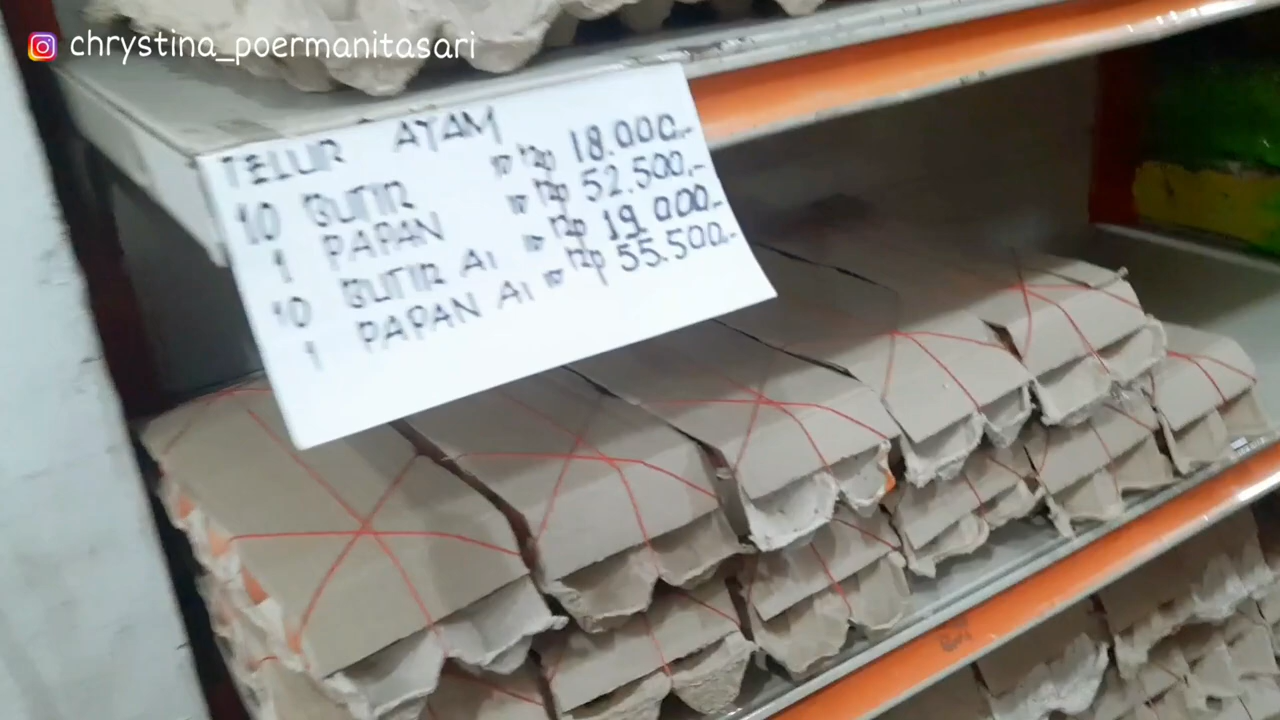 chrystina_poermanitasari
TELUR AYAM
10 BUTIR Rp 18.000,-
1 PAPAN Rp 52.500,-
10 BUTIR A1 Rp 19.000,-
1 PAPAN A1 Rp 55.500,-